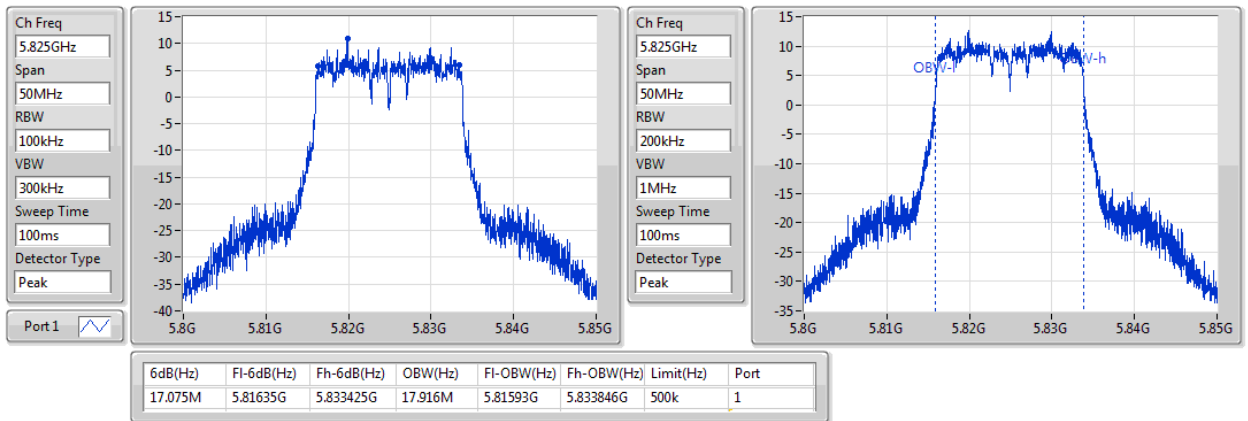 Ch Freq
5.825GHz
Span
50MHz
RBW
100kHz
VBW
300kHz
Sweep Time
100ms
Detector Type
Peak
Port 1
15
10
5
0
-5
-10
-15
-20
-25
-30
-35
-40
5.8G 5.81G 5.82G 5.83G 5.84G 5.85G
Ch Freq
5.825GHz
Span
50MHz
RBW
200kHz
VBW
1MHz
Sweep Time
100ms
Detector Type
Peak
15
10
5
0
-5
-10
-15
-20
-25
-30
-35
OBW-l
OBW-h
5.8G 5.81G 5.82G 5.83G 5.84G 5.85G
6dB(Hz) Fl-6dB(Hz) Fh-6dB(Hz) OBW(Hz) Fl-OBW(Hz) Fh-OBW(Hz) Limit(Hz) Port
17.075M 5.81635G 5.833425G 17.916M 5.81593G 5.833846G 500k 1